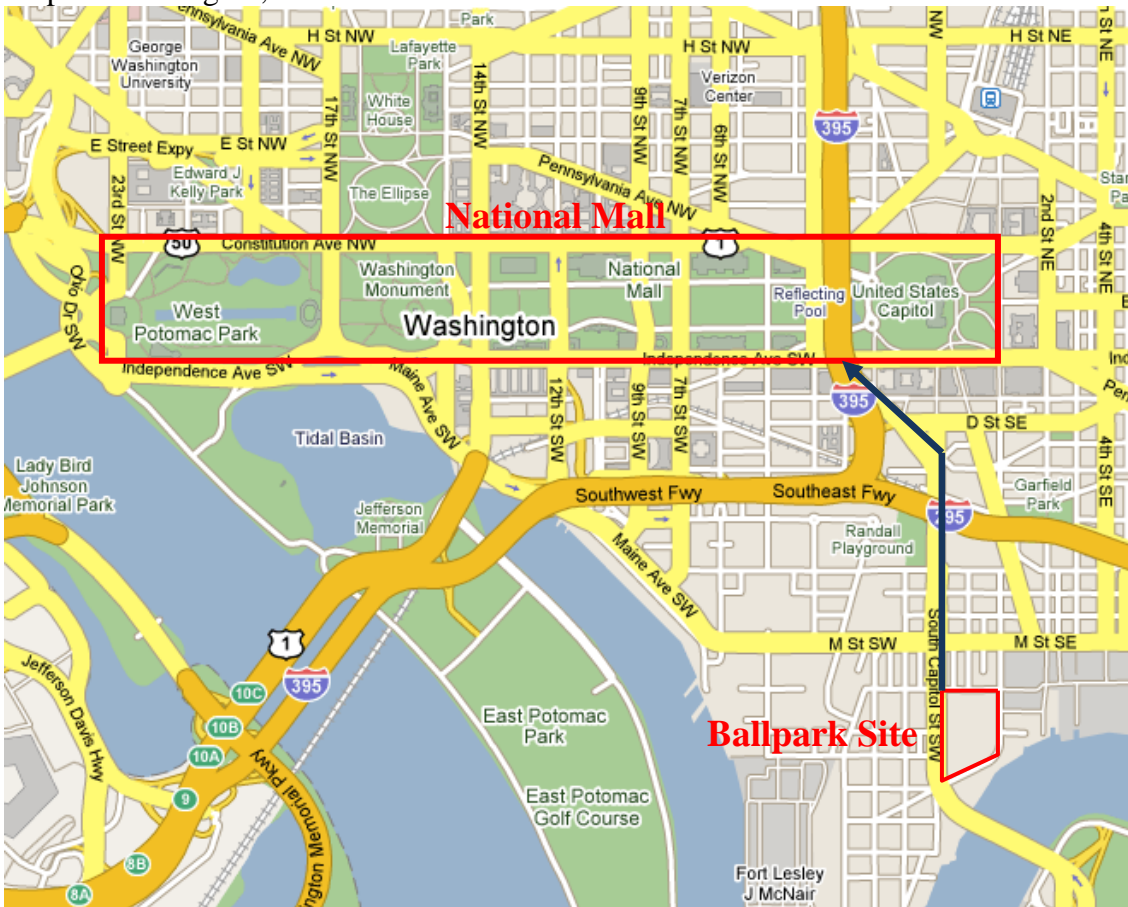 Pennsylvania Ave NW
Park
H St NW
H St NW
H St NE
George
Washington
University
Lafayette
Park
14th St NW
17th St NW
White
House
Verizon
Center
9th St NW
7th St NW
6th St NW
NW
395
E Street Expy
E St NW
Edward J
Kelly Park
23rd St NW
The Ellipse
Pennsylvania Ave NW
2nd St NE
4th St NE
National Mall
50
Constitution Ave NW
1
Ohio Dr SW
West
Potomac Park
Washington
Monument
National
Mall
Reflecting
Pool
United States
Capitol
Washington
Independence Ave SW
Independence Ave SW
Maine Ave SW
12th St SW
9th St SW
7th St SW
395
D St SE
4th St SE
Tidal Basin
Lady Bird
Johnson
Memorial Park
Jefferson
Memorial
Southwest Fwy
Southeast Fwy
295
Garfield
Park
Randall
Playground
Maine Ave SW
South Capitol St SW
M St SW
M St SE
1
395
Jefferson Davis Hwy
10C
10B
10A
9
8B
8A
East Potomac
Park
East Potomac
Golf Course
Ballpark Site
Fort Lesley
J McNair
ington Memorial Pkwy